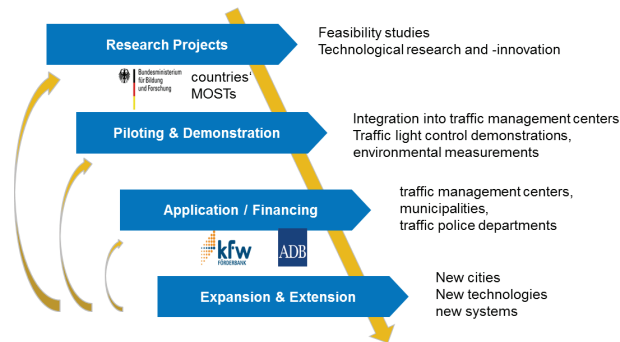 Research Projects
Feasibility studies
Technological research and -innovation
Bundesministerium
für Bildung
und Forschung
countries'
MOSTs
Piloting & Demonstration
Integration into traffic management centers
Traffic light control demonstrations,
environmental measurements
Application / Financing
traffic management centers,
municipalities,
traffic police departments
kfw
FÖRDERBANK
ADB
Expansion & Extension
New cities
New technologies
new systems